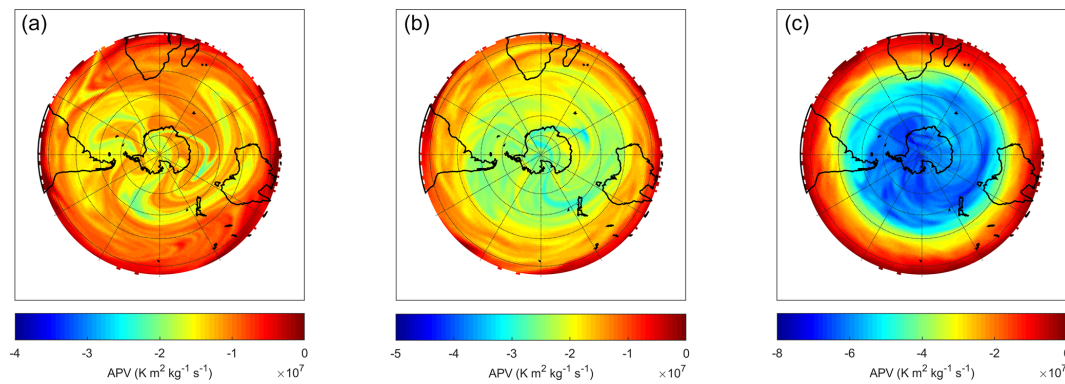 (a)
(b)
(c)
-4 -3 -2 -1 0
APV (K m² kg⁻¹ s⁻¹) ×10⁷
-5 -4 -3 -2 -1 0
APV (K m² kg⁻¹ s⁻¹) ×10⁷
-8 -6 -4 -2 0
APV (K m² kg⁻¹ s⁻¹) ×10⁷